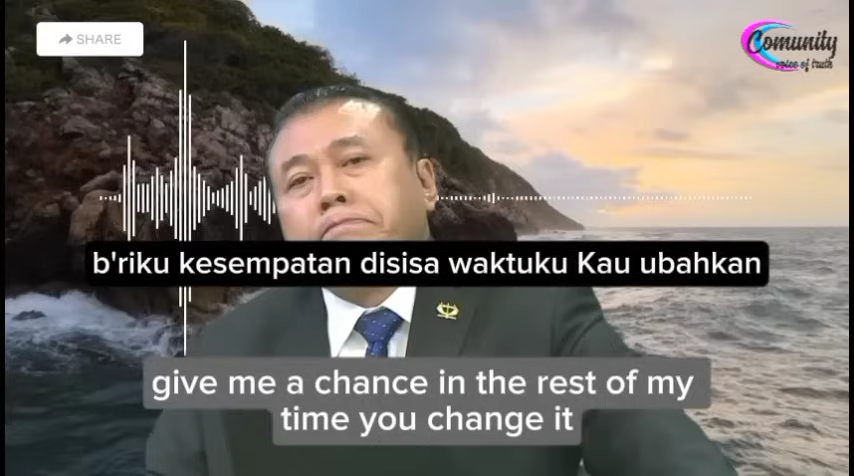 SHARE
Comunity
voice of truth
b'riku kesempatan disisa waktuku Kau ubahkan
give me a chance in the rest of my
time you change it